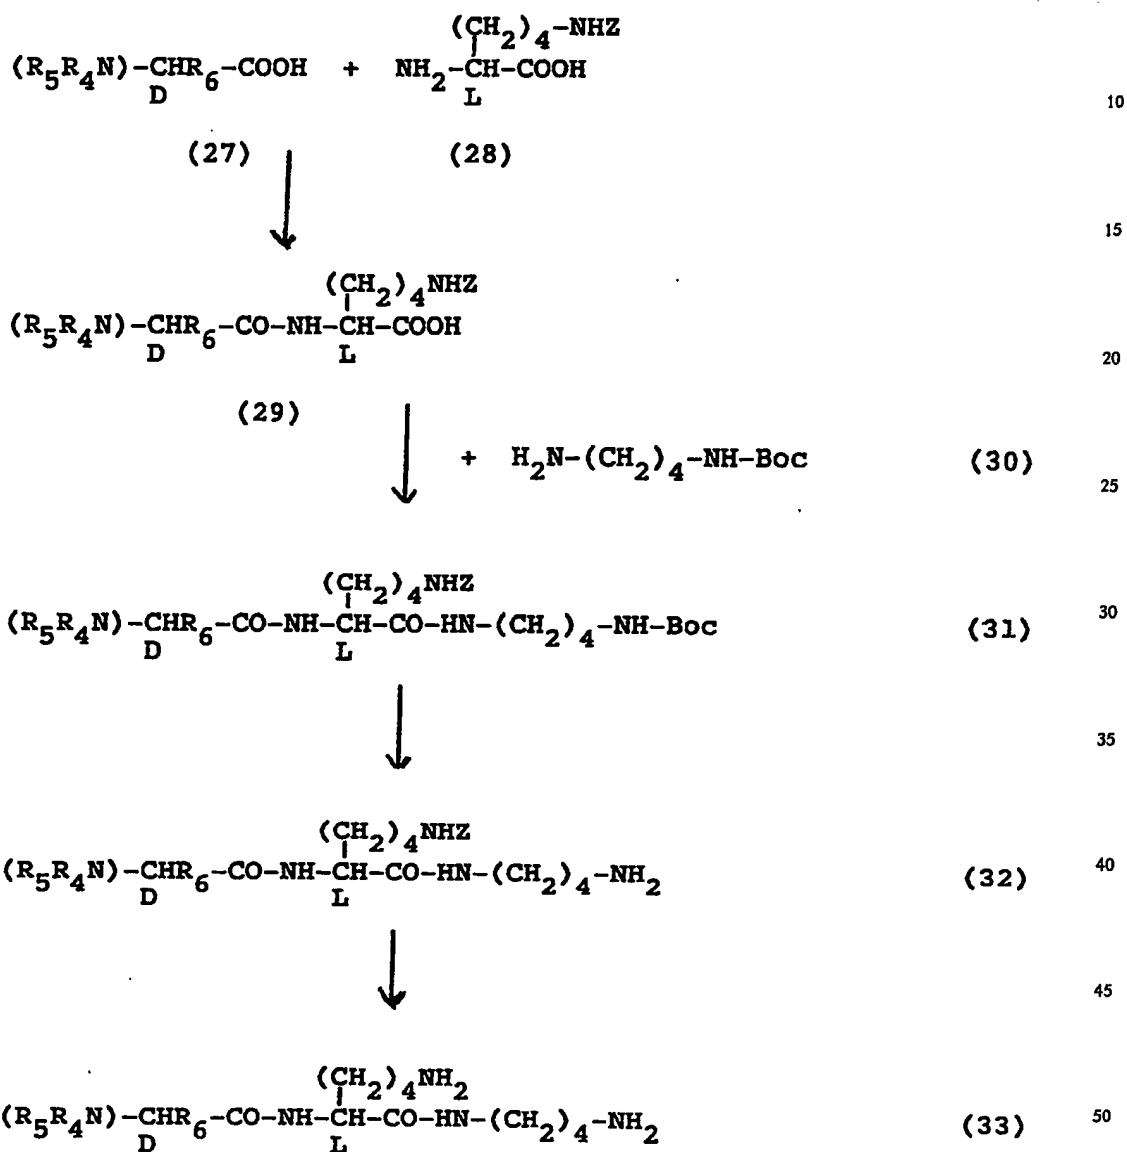 (CH2)4-NHZ
(R5R4N)-CHR6-COOH + NH2-CH-COOH
D L
10
(27) (28)
15
(CH2)4NHZ
(R5R4N)-CHR6-CO-NH-CH-COOH
D L
20
(29)
+ H2N-(CH2)4-NH-Boc (30)
25
(CH2)4NHZ
(R5R4N)-CHR6-CO-NH-CH-CO-HN-(CH2)4-NH-Boc (31)
30
D L
35
(CH2)4NHZ
(R5R4N)-CHR6-CO-NH-CH-CO-HN-(CH2)4-NH2 (32)
40
D L
45
(CH2)4NH2
(R5R4N)-CHR6-CO-NH-CH-CO-HN-(CH2)4-NH2 (33)
50
D L